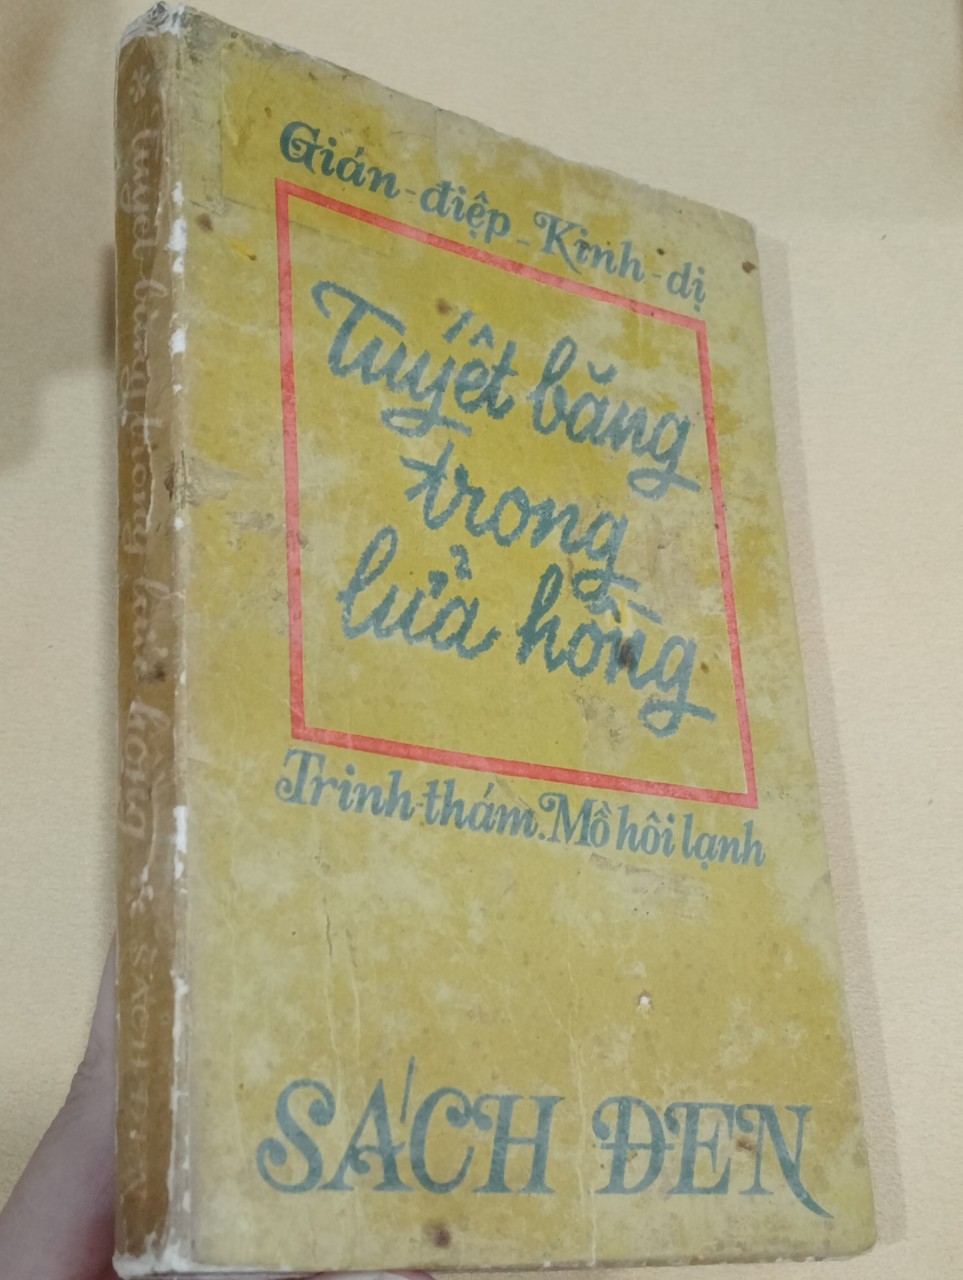 Gián-điệp-Kinh-dị
Tuyết băng
trong
lửa hồng
Trinh-thám.Mồ hôi lạnh
SÁCH ĐEN
* Tuyết băng trong lửa hồng * SÁCH ĐEN